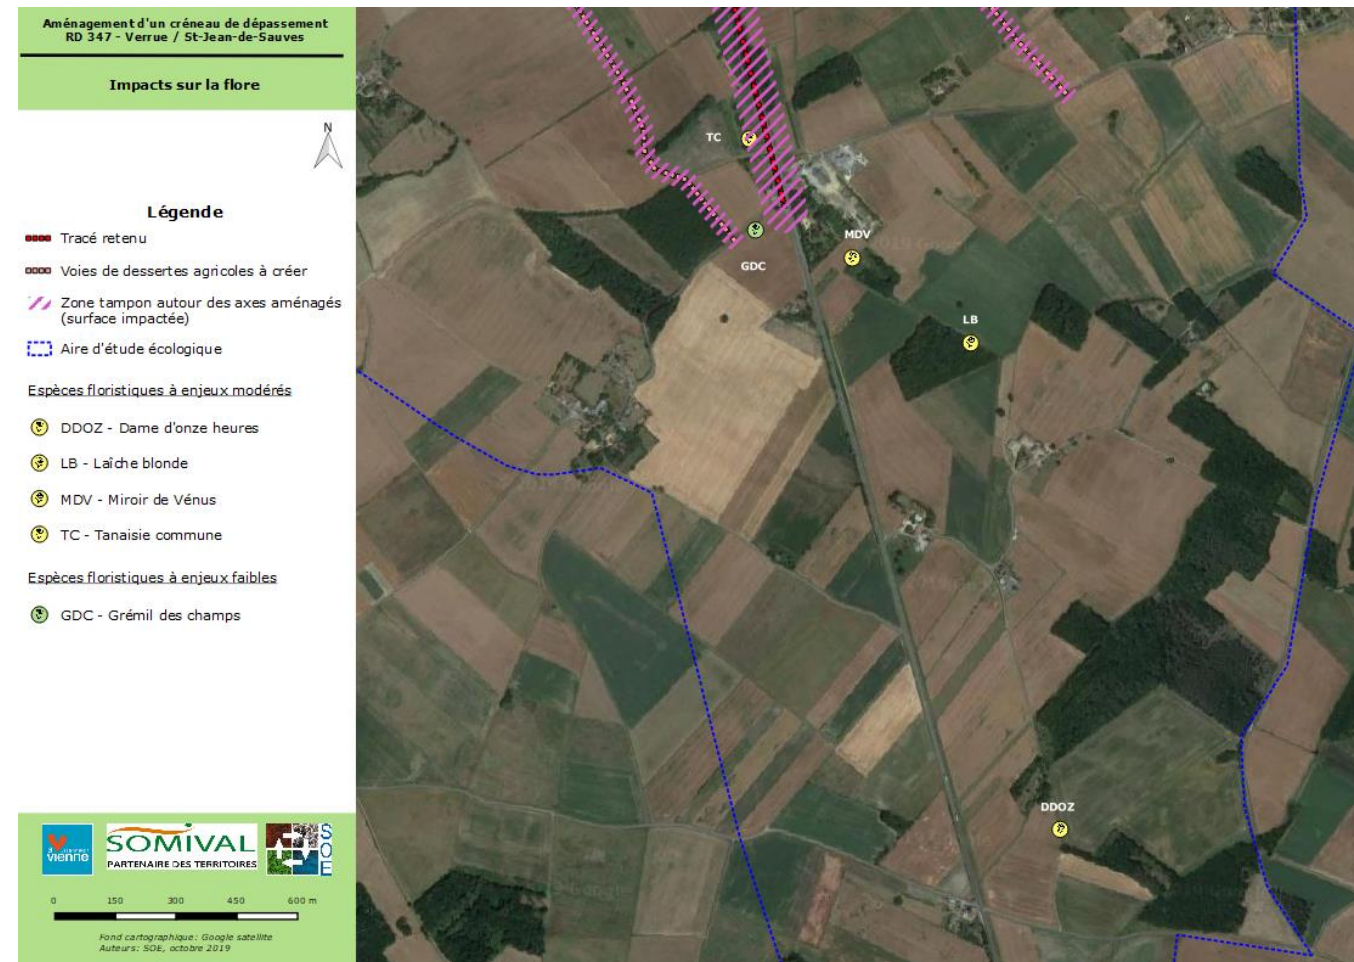 Aménagement d'un créneau de dépassement
RD 347 - Verrue / St-Jean-de-Sauves
Impacts sur la flore
N
Légende
Tracé retenu
Voies de dessertes agricoles à créer
Zone tampon autour des axes aménagés
(surface impactée)
Aire d'étude écologique
Espèces floristiques à enjeux modérés
DDOZ - Dame d'onze heures
LB - Laîche blonde
MDV - Miroir de Vénus
TC - Tanaisie commune
Espèces floristiques à enjeux faibles
GDC - Grémil des champs
vienne
SOMIVAL
PARTENAIRE DES TERRITOIRES
SOE
0 150 300 450 600 m
Fond cartographique: Google satellite
Auteurs: SOE, octobre 2019
TC
MDV
GDC
LB
DDOZ